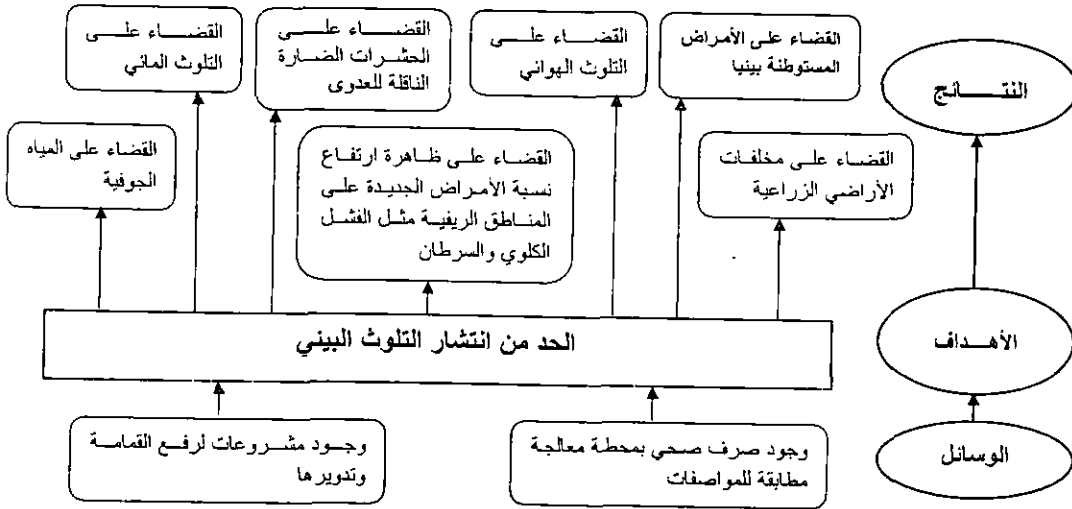 القضاء على الأمراض
المستوطنة بينيا
القضاء على
التلوث الهوائي
القضاء على
الحشرات الضارة
الناقلة للعدوى
القضاء على
التلوث المائي
النتائج
القضاء على مخلفات
الأراضي الزراعية
القضاء على ظاهرة ارتفاع
نسبة الأمراض الجديدة على
المناطق الريفية مثل الفشل
الكلوي والسرطان
القضاء على المياه
الجوفية
الأهداف
الحد من انتشار التلوث البيئي
الوسائل
وجود صرف صحي بمحطة معالجة
مطابقة للمواصفات
وجود مشروعات لرفع القمامة
وتدويرها